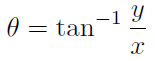 θ = tan⁻¹ y/x